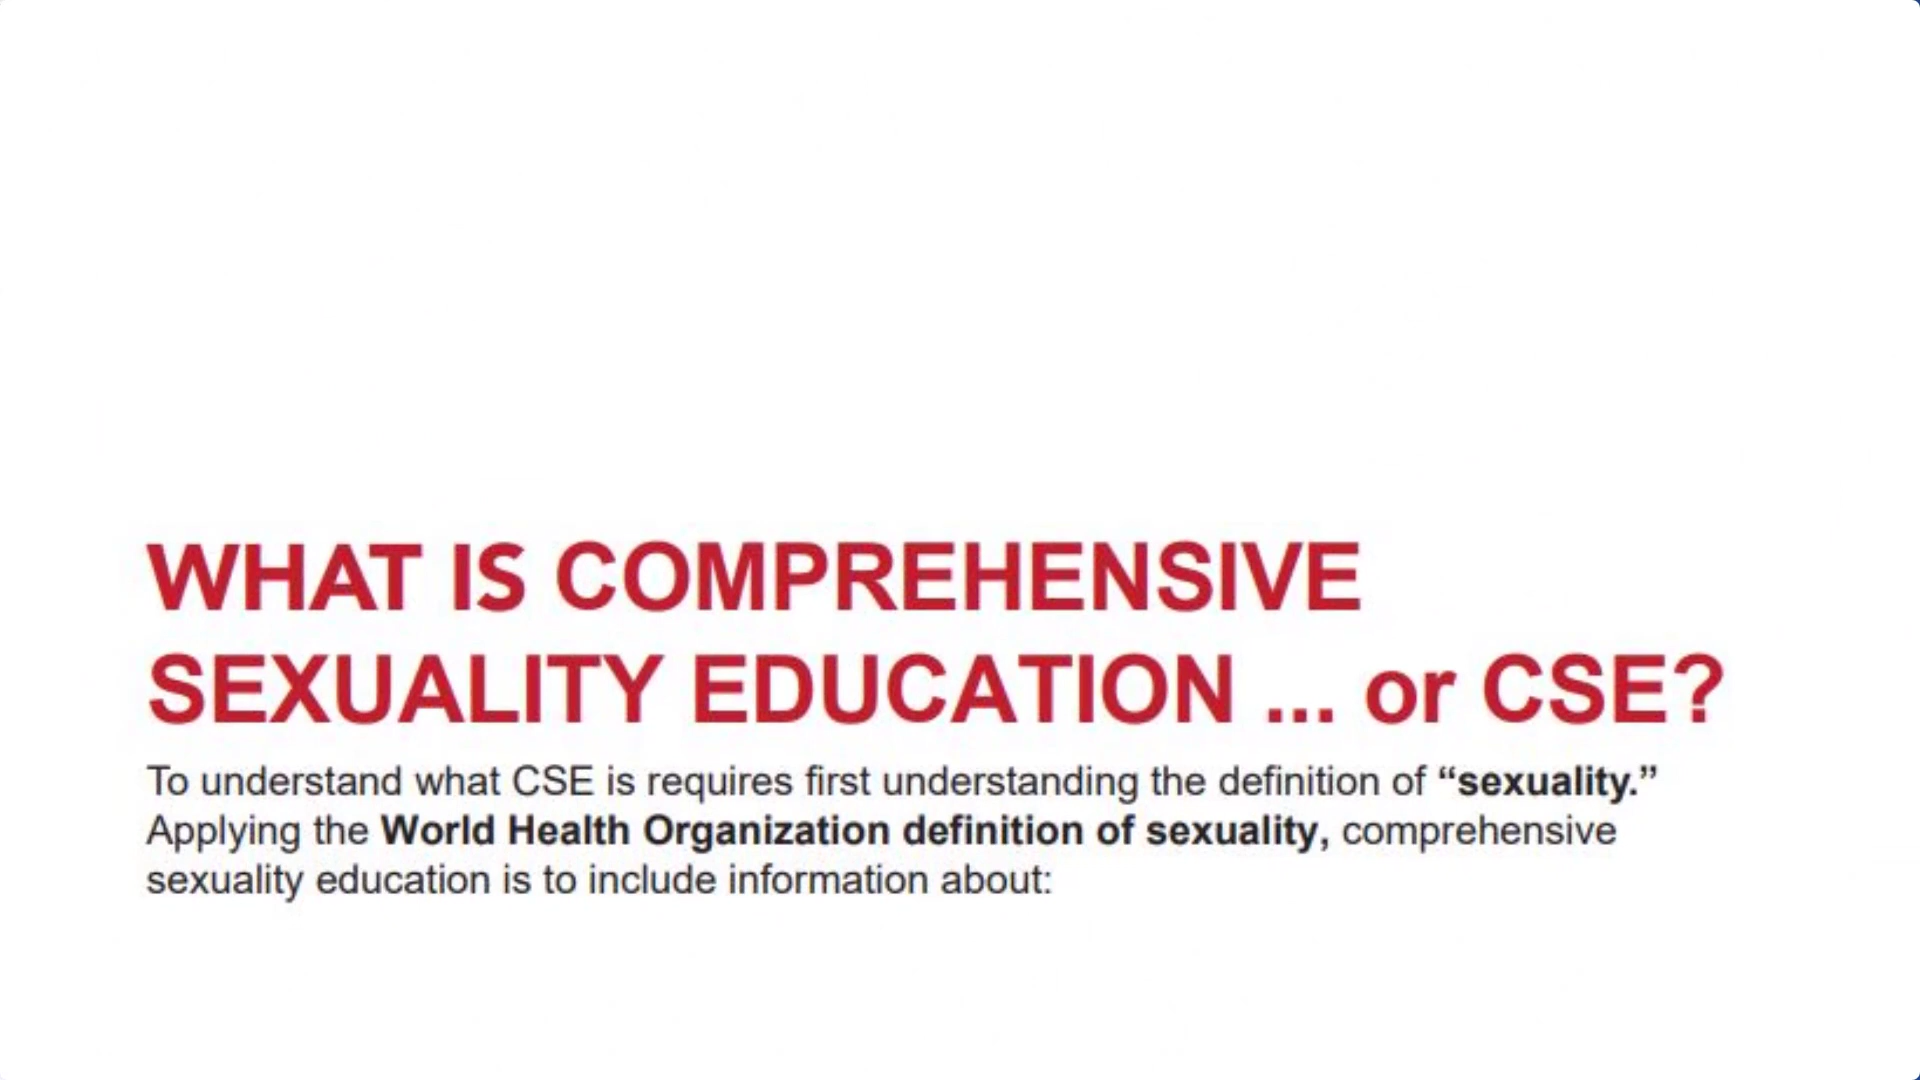 WHAT IS COMPREHENSIVE
SEXUALITY EDUCATION ... or CSE?
To understand what CSE is requires first understanding the definition of “sexuality.”
Applying the World Health Organization definition of sexuality, comprehensive
sexuality education is to include information about: